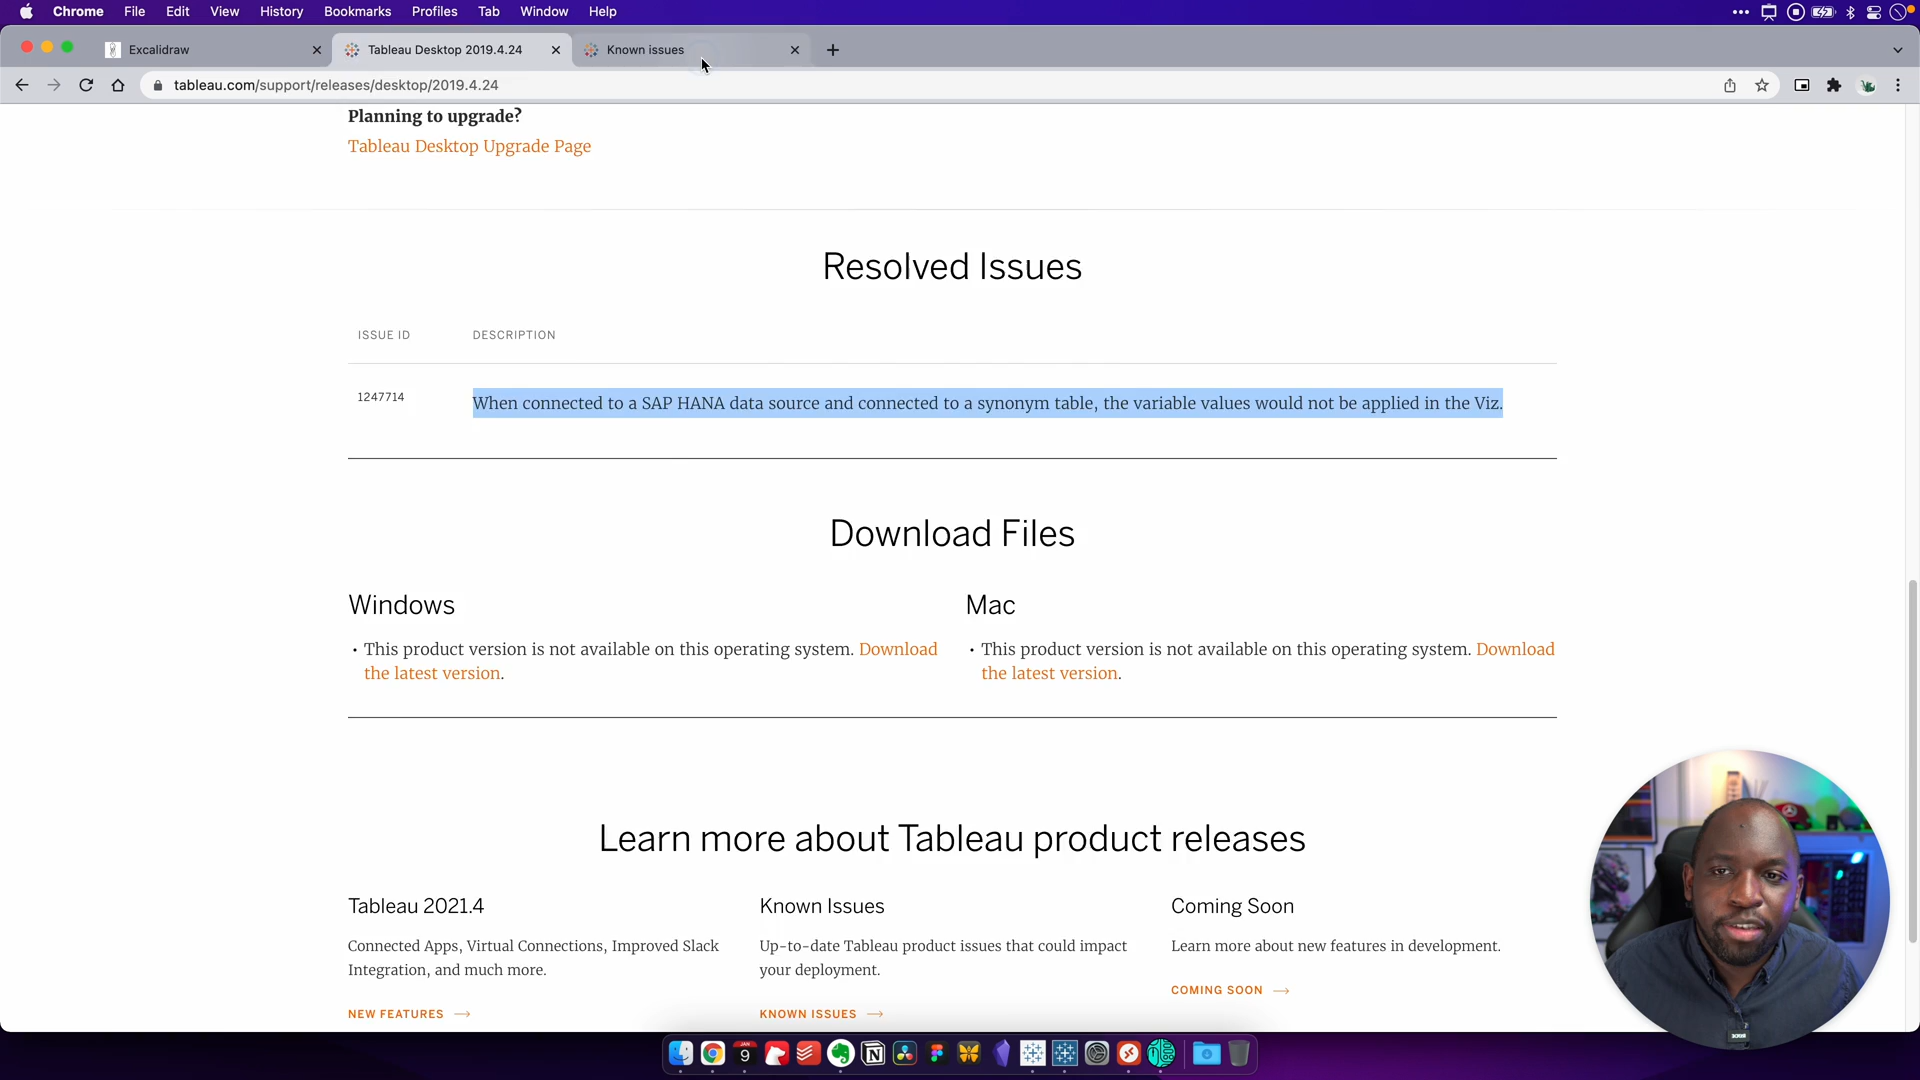 Chrome File Edit View History Bookmarks Profiles Tab Window Help
Excalidraw
Tableau Desktop 2019.4.24
Known issues
tableau.com/support/releases/desktop/2019.4.24
Planning to upgrade?
Tableau Desktop Upgrade Page
Resolved Issues
ISSUE ID DESCRIPTION
1247714 When connected to a SAP HANA data source and connected to a synonym table, the variable values would not be applied in the Viz.
Download Files
Windows
• This product version is not available on this operating system. Download
the latest version.
Mac
• This product version is not available on this operating system. Download
the latest version.
Learn more about Tableau product releases
Tableau 2021.4
Connected Apps, Virtual Connections, Improved Slack
Integration, and much more.
NEW FEATURES
Known Issues
Up-to-date Tableau product issues that could impact
your deployment.
KNOWN ISSUES
Coming Soon
Learn more about new features in development.
COMING SOON
JAN
9